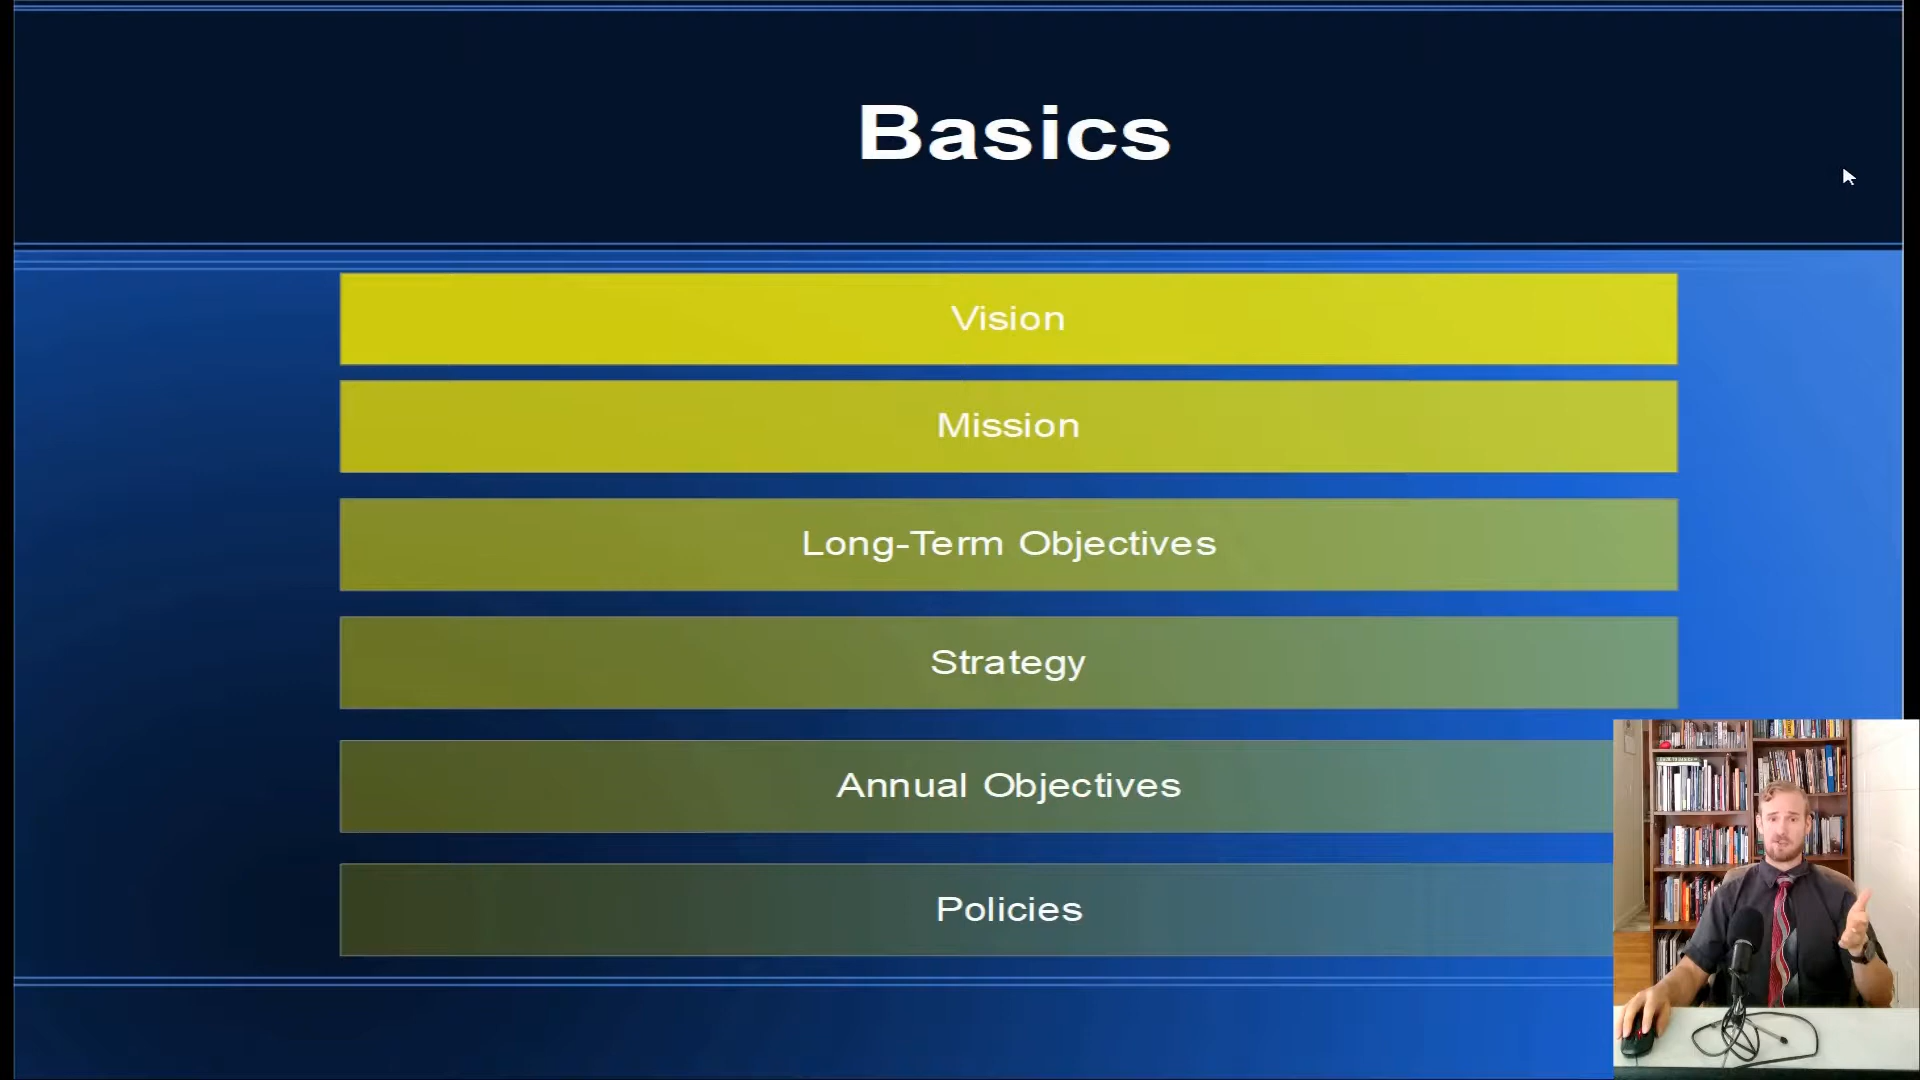 Basics
Vision
Mission
Long-Term Objectives
Strategy
Annual Objectives
Policies